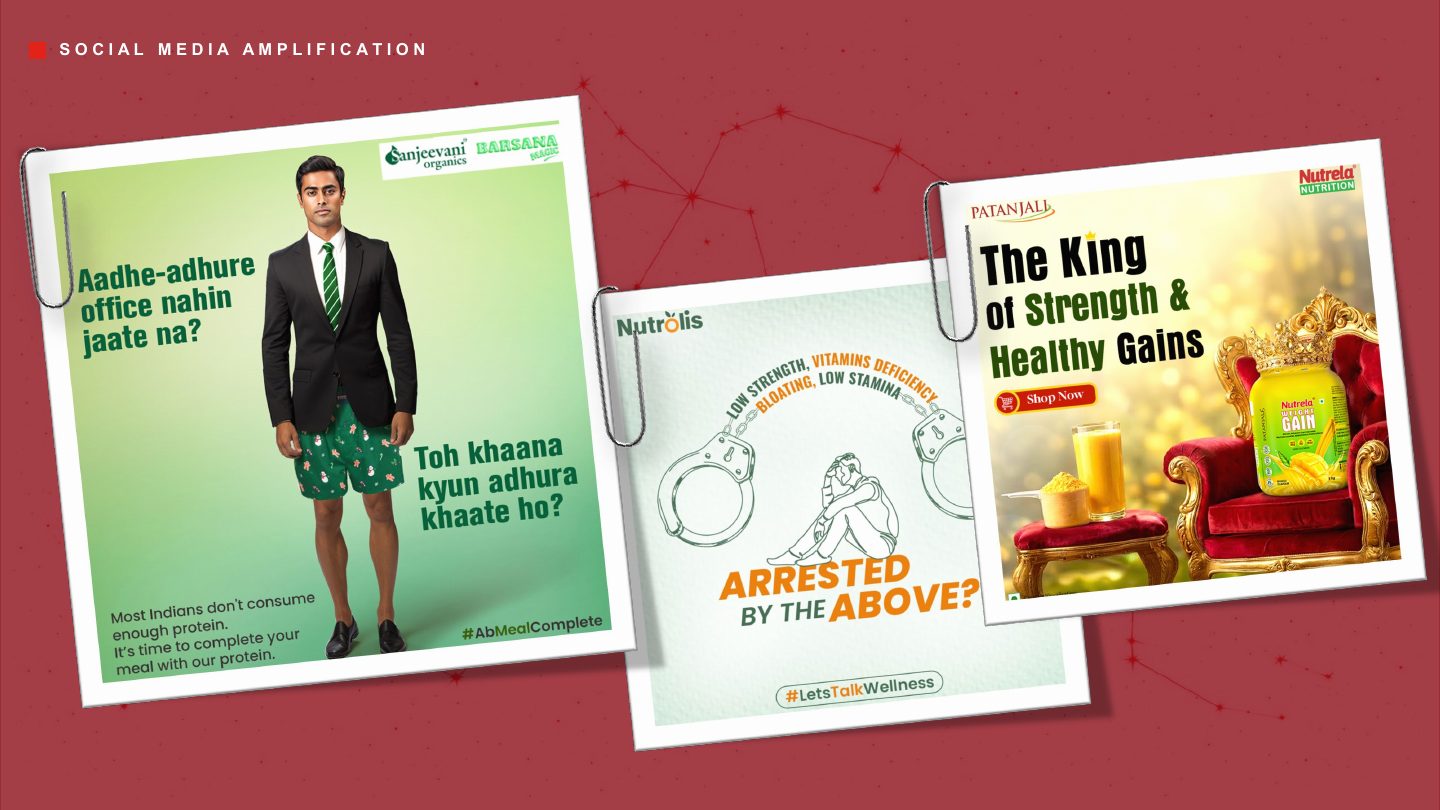 SOCIAL MEDIA AMPLIFICATION
Sanjeevani
organics
BARSANA
MAGIC
Aadhe-adhure
office nahin
jaate na?
Toh khaana
kyun adhura
khaate ho?
Most Indians don't consume
enough protein.
It's time to complete your
meal with our protein.
#AbMealComplete
Nutrolis
LOW STRENGTH, VITAMINS DEFICIENCY
BLOATING, LOW STAMINA
ARRESTED
BY THE ABOVE?
#LetsTalkWellness
PATANJALI
Nutrela
NUTRITION
The King
of Strength &
Healthy Gains
Shop Now
Nutrela
WEIGHT
GAIN